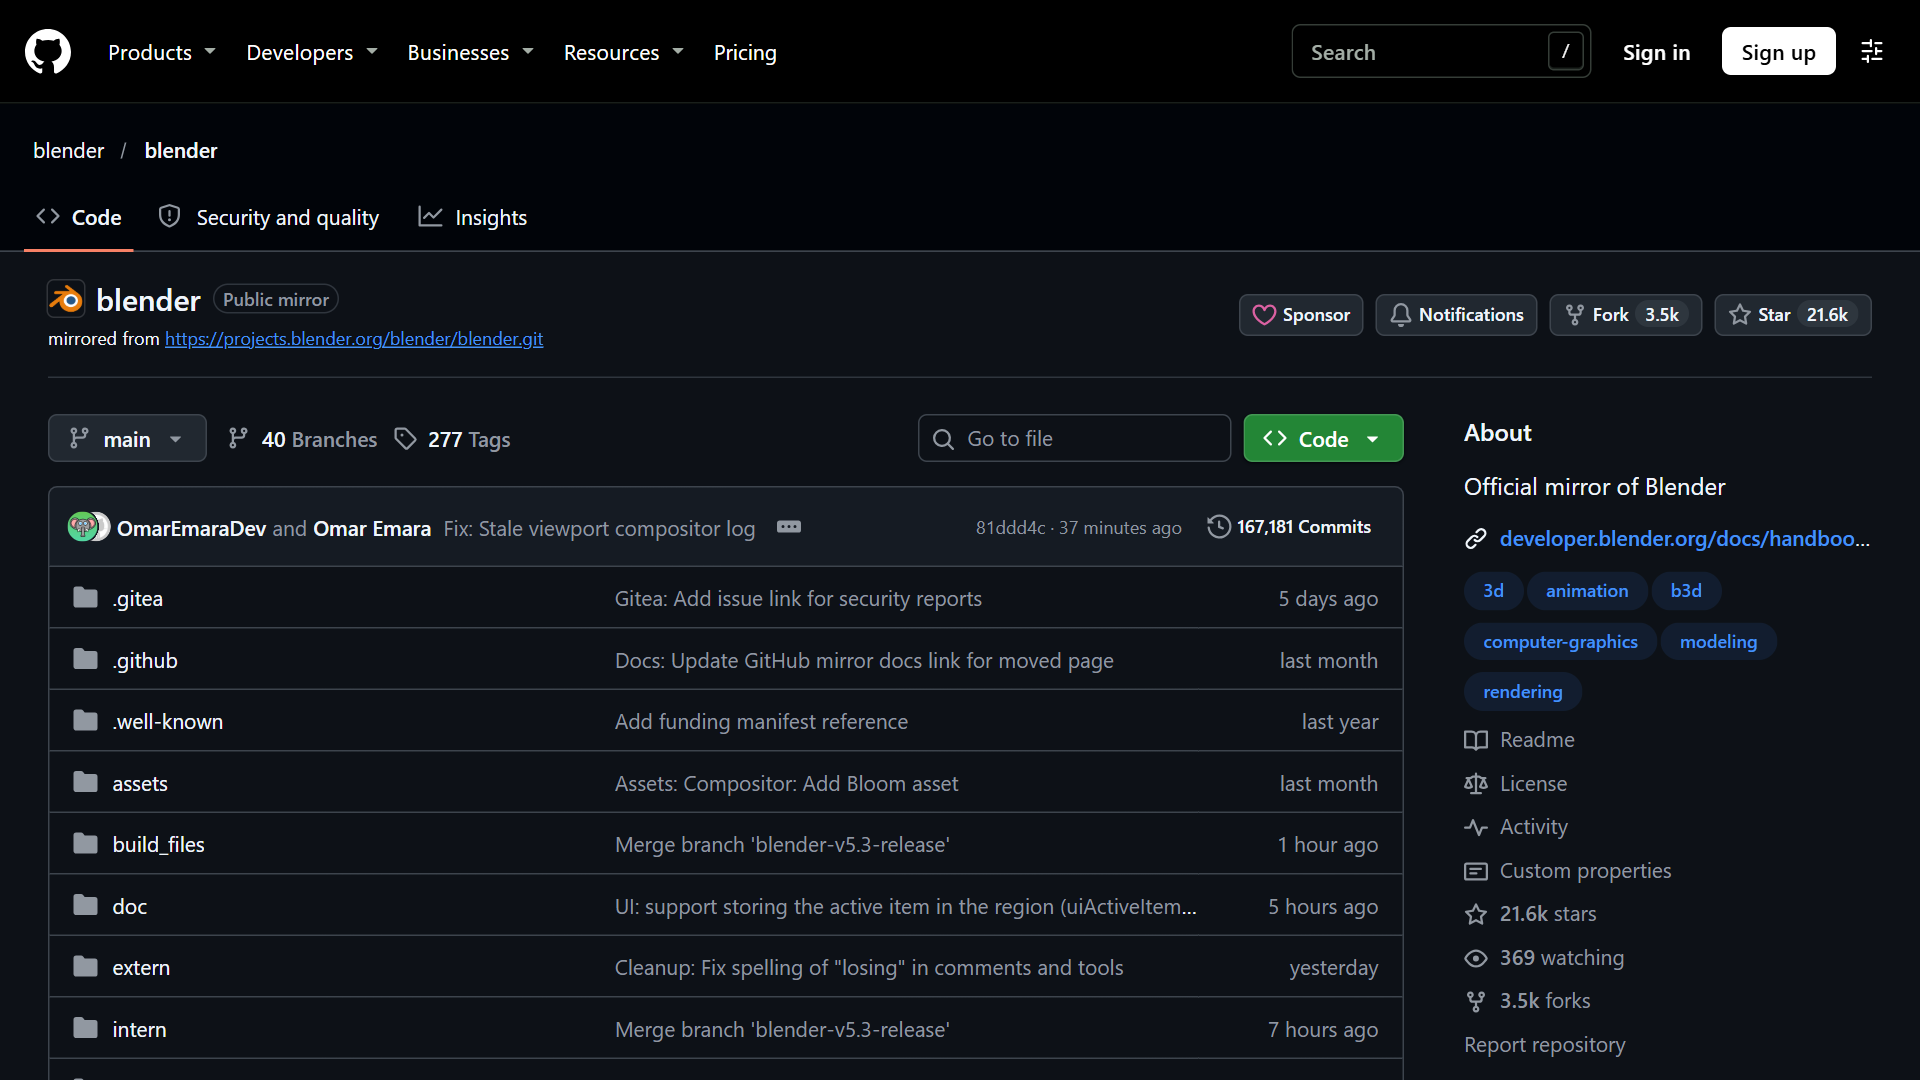 Products Developers Businesses Resources Pricing Search / Sign in Sign up
blender / blender
Code Security and quality Insights
blender Public mirror
mirrored from https://projects.blender.org/blender/blender.git
Sponsor Notifications Fork 3.5k Star 21.6k
main 40 Branches 277 Tags Go to file Code
OmarEmaraDev and Omar Emara Fix: Stale viewport compositor log 81ddd4c · 37 minutes ago 167,181 Commits
.gitea Gitea: Add issue link for security reports 5 days ago
.github Docs: Update GitHub mirror docs link for moved page last month
.well-known Add funding manifest reference last year
assets Assets: Compositor: Add Bloom asset last month
build_files Merge branch 'blender-v5.3-release' 1 hour ago
doc UI: support storing the active item in the region (uiActiveItem... 5 hours ago
extern Cleanup: Fix spelling of "losing" in comments and tools yesterday
intern Merge branch 'blender-v5.3-release' 7 hours ago
About
Official mirror of Blender
developer.blender.org/docs/handboo...
3d animation b3d
computer-graphics modeling
rendering
Readme
License
Activity
Custom properties
21.6k stars
369 watching
3.5k forks
Report repository